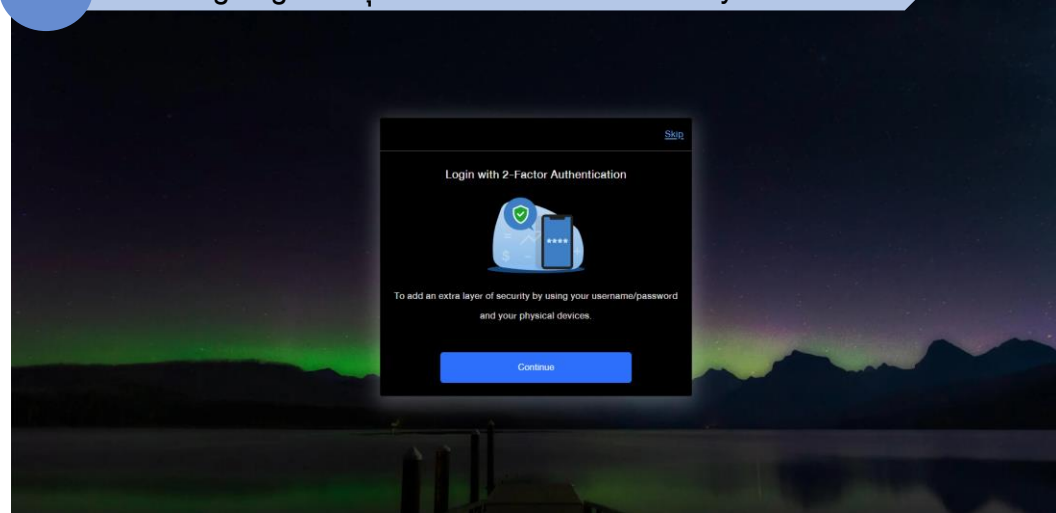 Skip
Login with 2-Factor Authentication
$
****
To add an extra layer of security by using your username/password
and your physical devices.
Continue